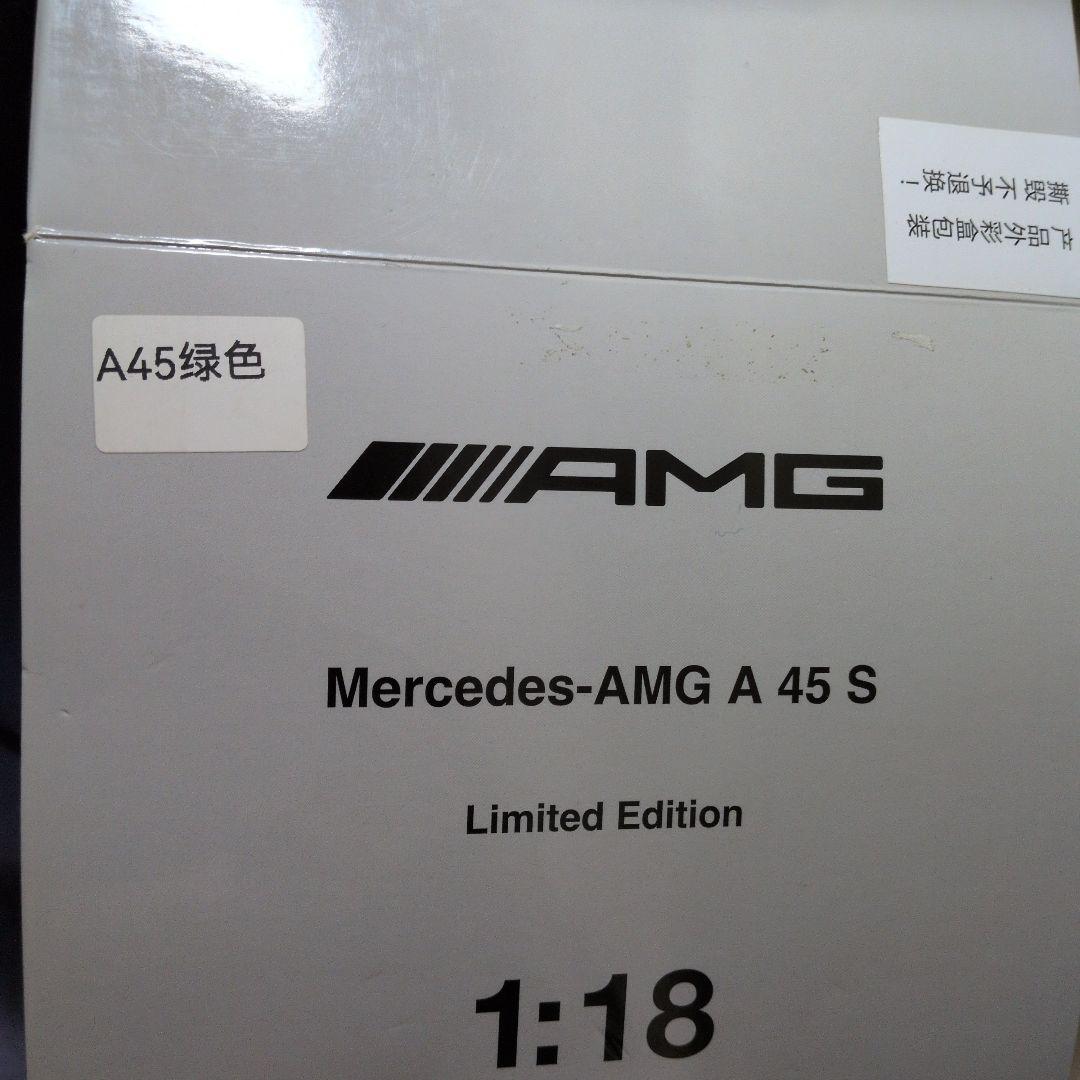 产品外彩盒包装
撕毁不予退换!
A45绿色
AMG
Mercedes-AMG A 45 S
Limited Edition
1:18